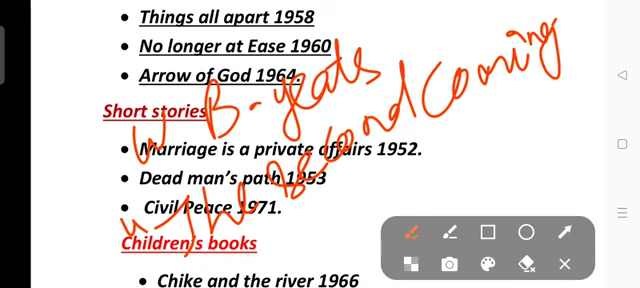 Things all apart 1958
No longer at Ease 1960
Arrow of God 1964.
Short stories
Marriage is a private affairs 1952.
Dead man's path 1953
Civil Peace 1971.
Children's books
Chike and the river 1966
W B - yeats
"The Second Coming